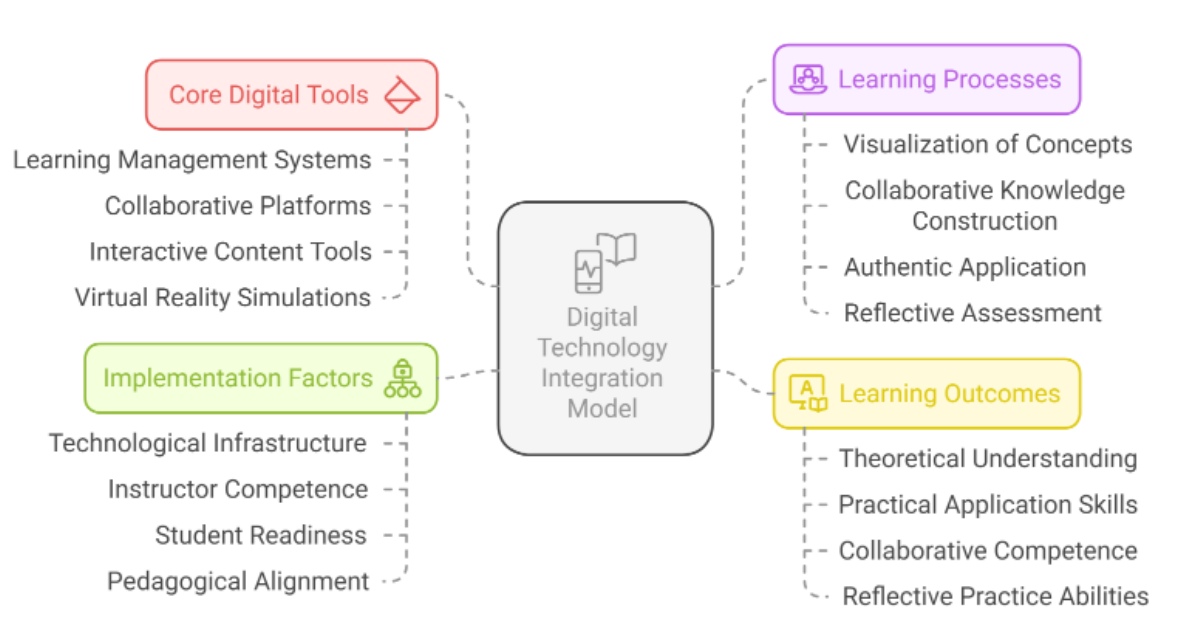 Core Digital Tools
Learning Management Systems
Collaborative Platforms
Interactive Content Tools
Virtual Reality Simulations
Implementation Factors
Technological Infrastructure
Instructor Competence
Student Readiness
Pedagogical Alignment
Digital
Technology
Integration
Model
A
Learning Processes
Visualization of Concepts
Collaborative Knowledge
Construction
Authentic Application
Reflective Assessment
Learning Outcomes
Theoretical Understanding
Practical Application Skills
Collaborative Competence
Reflective Practice Abilities